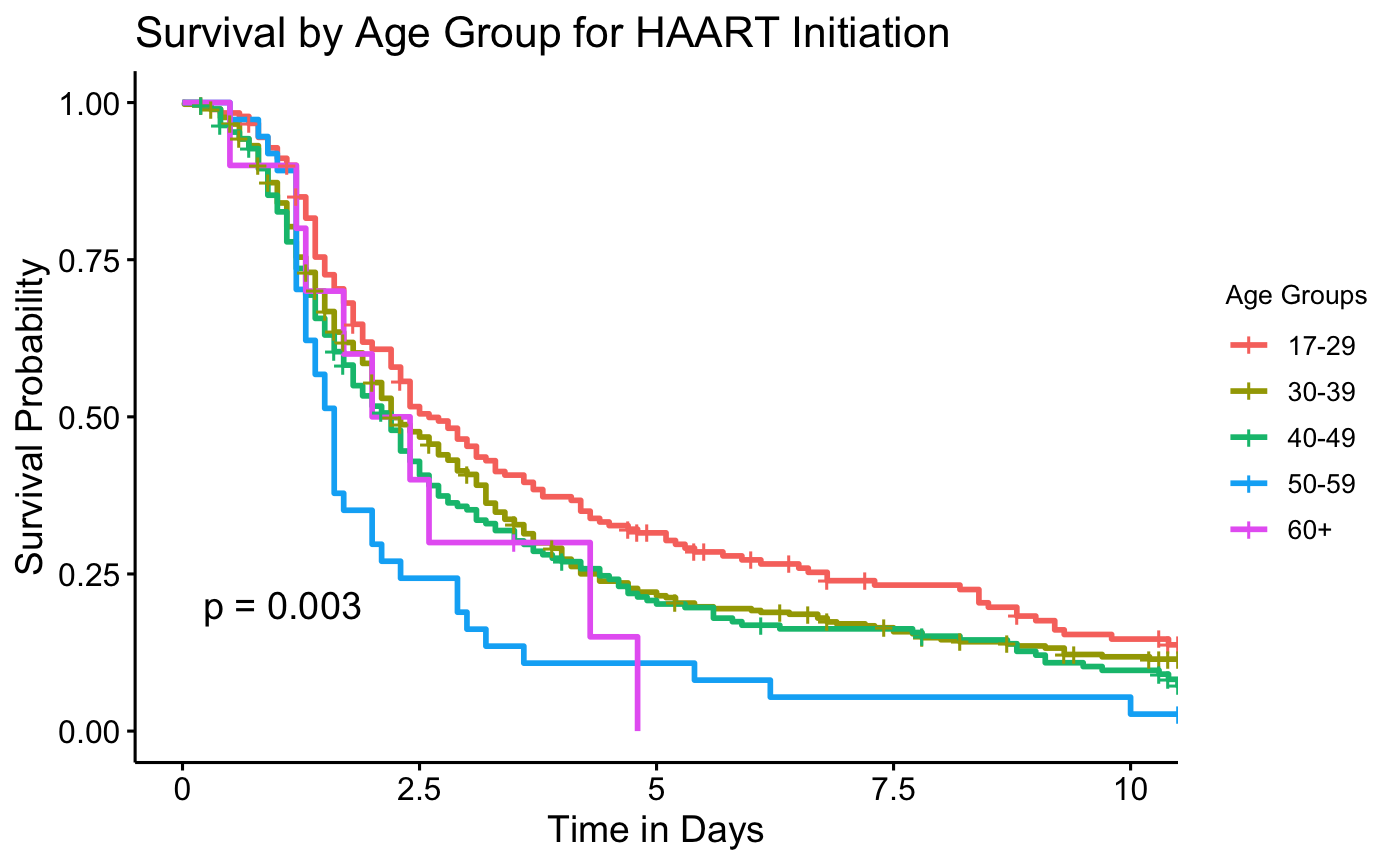 Survival by Age Group for HAART Initiation
Survival Probability
1.00
0.75
0.50
0.25
0.00
p = 0.003
0 2.5 5 7.5 10
Time in Days
Age Groups
17-29
30-39
40-49
50-59
60+